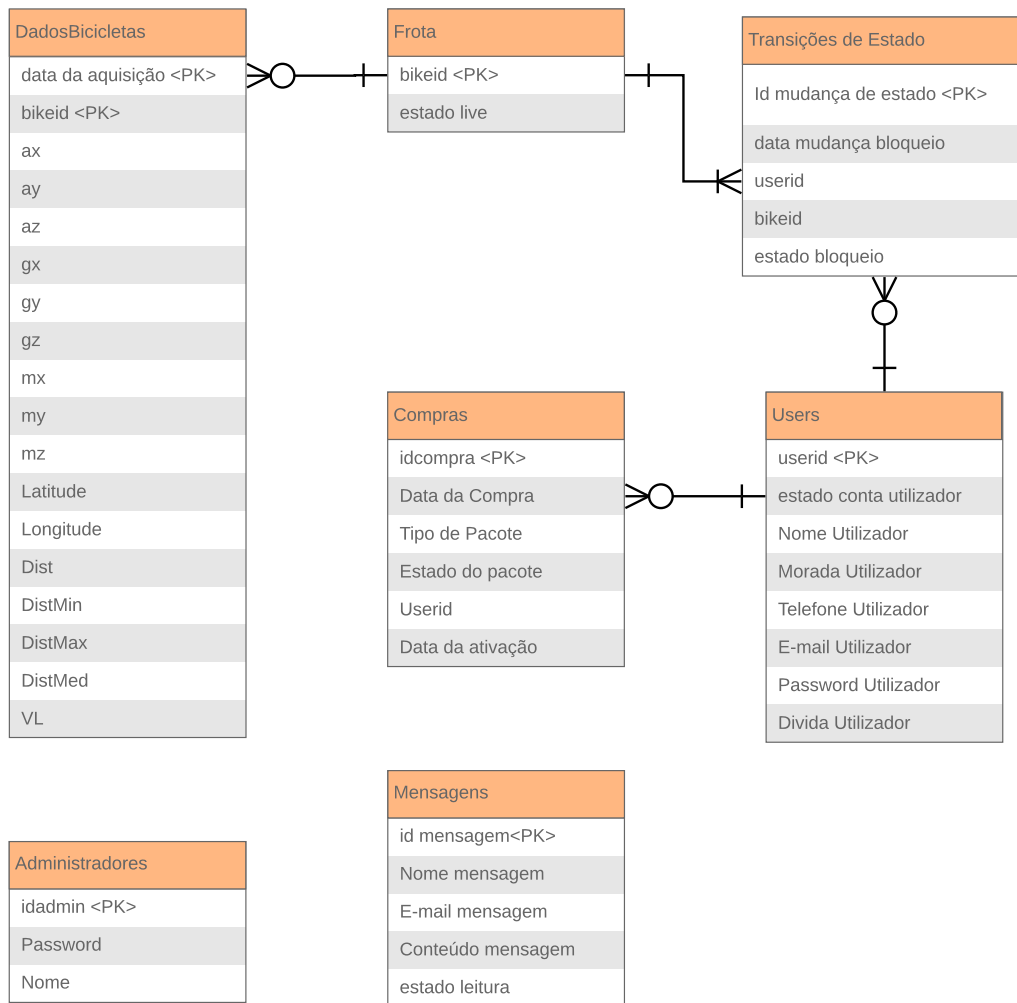 DadosBicicletas
data da aquisição <PK>
bikeid <PK>
ax
ay
az
gx
gy
gz
mx
my
mz
Latitude
Longitude
Dist
DistMin
DistMax
DistMed
VL
Frota
bikeid <PK>
estado live
Transições de Estado
Id mudança de estado <PK>
data mudança bloqueio
userid
bikeid
estado bloqueio
Compras
idcompra <PK>
Data da Compra
Tipo de Pacote
Estado do pacote
Userid
Data da ativação
Users
userid <PK>
estado conta utilizador
Nome Utilizador
Morada Utilizador
Telefone Utilizador
E-mail Utilizador
Password Utilizador
Divida Utilizador
Administradores
idadmin <PK>
Password
Nome
Mensagens
id mensagem<PK>
Nome mensagem
E-mail mensagem
Conteúdo mensagem
estado leitura